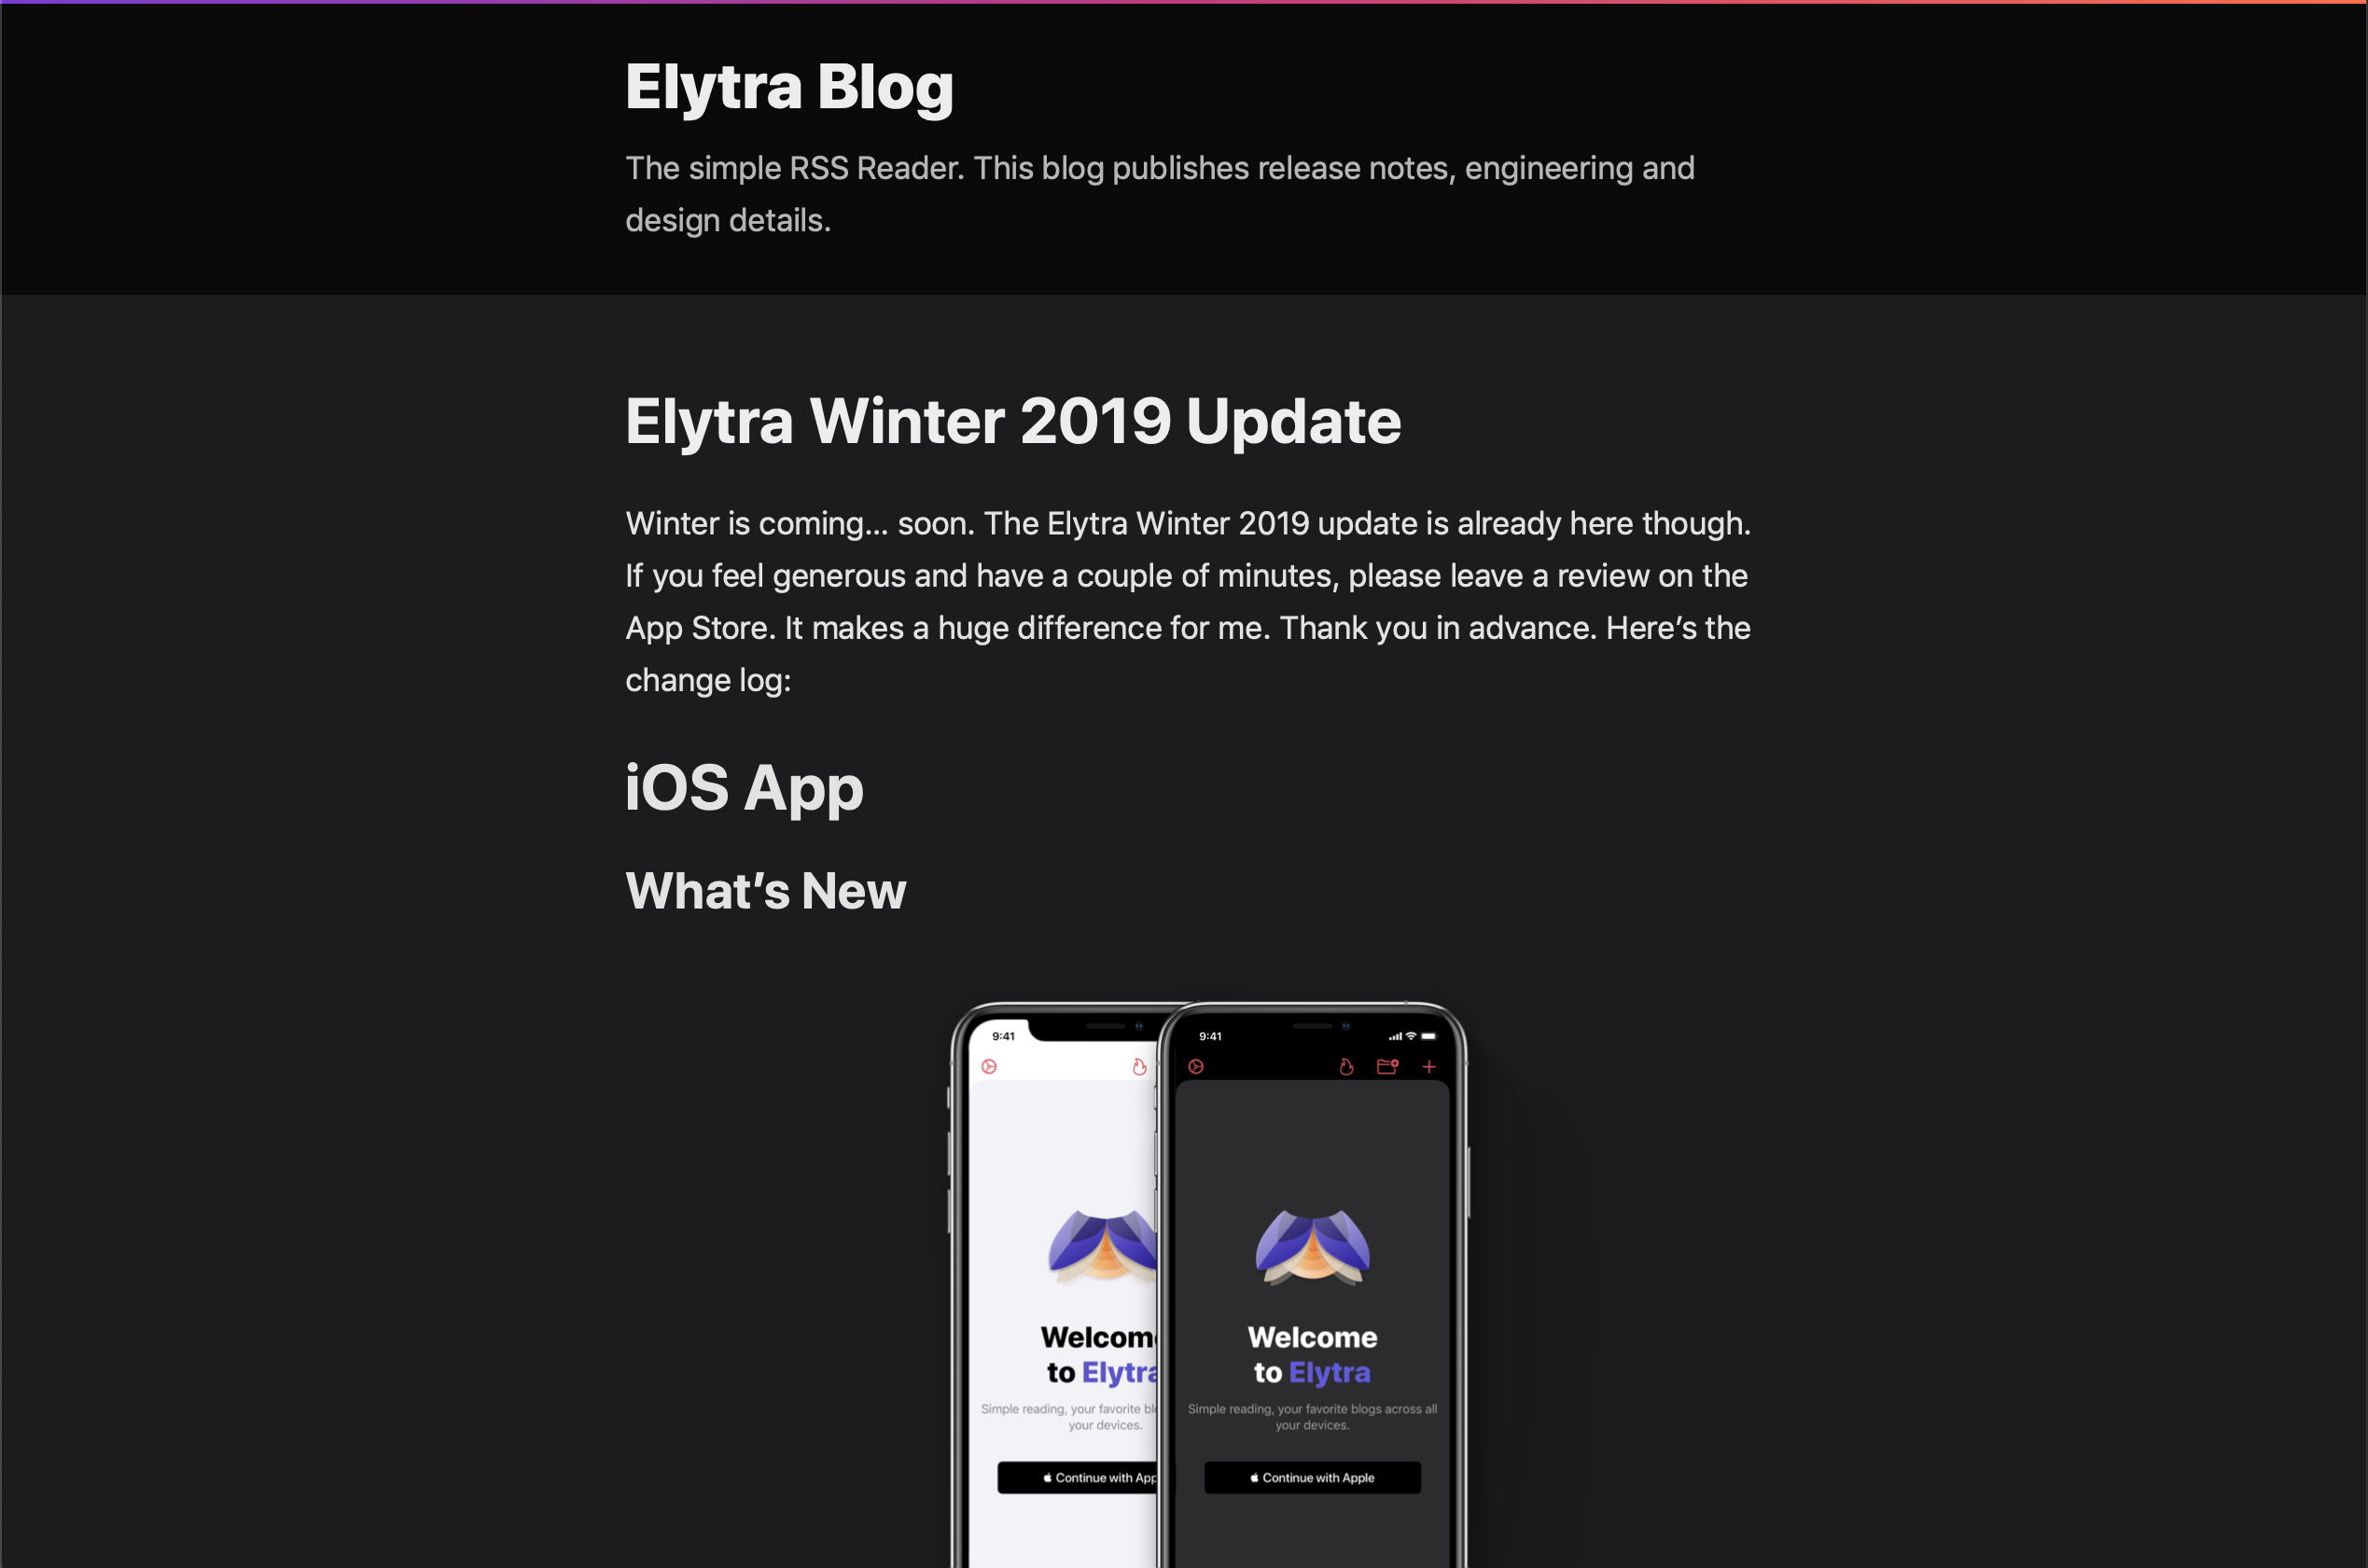 Elytra Blog
The simple RSS Reader. This blog publishes release notes, engineering and
design details.
Elytra Winter 2019 Update
Winter is coming… soon. The Elytra Winter 2019 update is already here though.
If you feel generous and have a couple of minutes, please leave a review on the
App Store. It makes a huge difference for me. Thank you in advance. Here’s the
change log:
iOS App
What’s New
9:41
Welcom
to Elytra
Simple reading, your favorite
your devices.
Continue with App
9:41
Welcome
to Elytra
Simple reading, your favorite blogs across all
your devices.
Continue with Apple